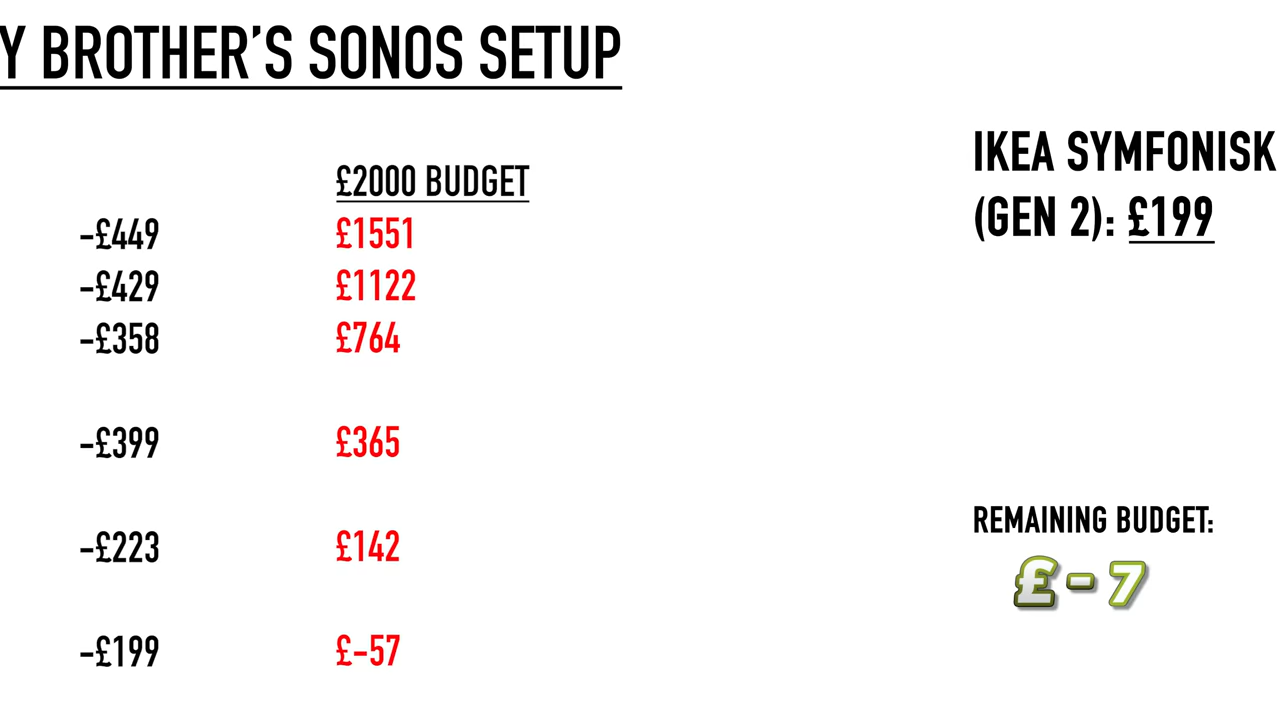 Y BROTHER'S SONOS SETUP
£2000 BUDGET
-£449 £1551
-£429 £1122
-£358 £764
-£399 £365
-£223 £142
-£199 £-57
IKEA SYMFONISK
(GEN 2): £199
REMAINING BUDGET:
£-7